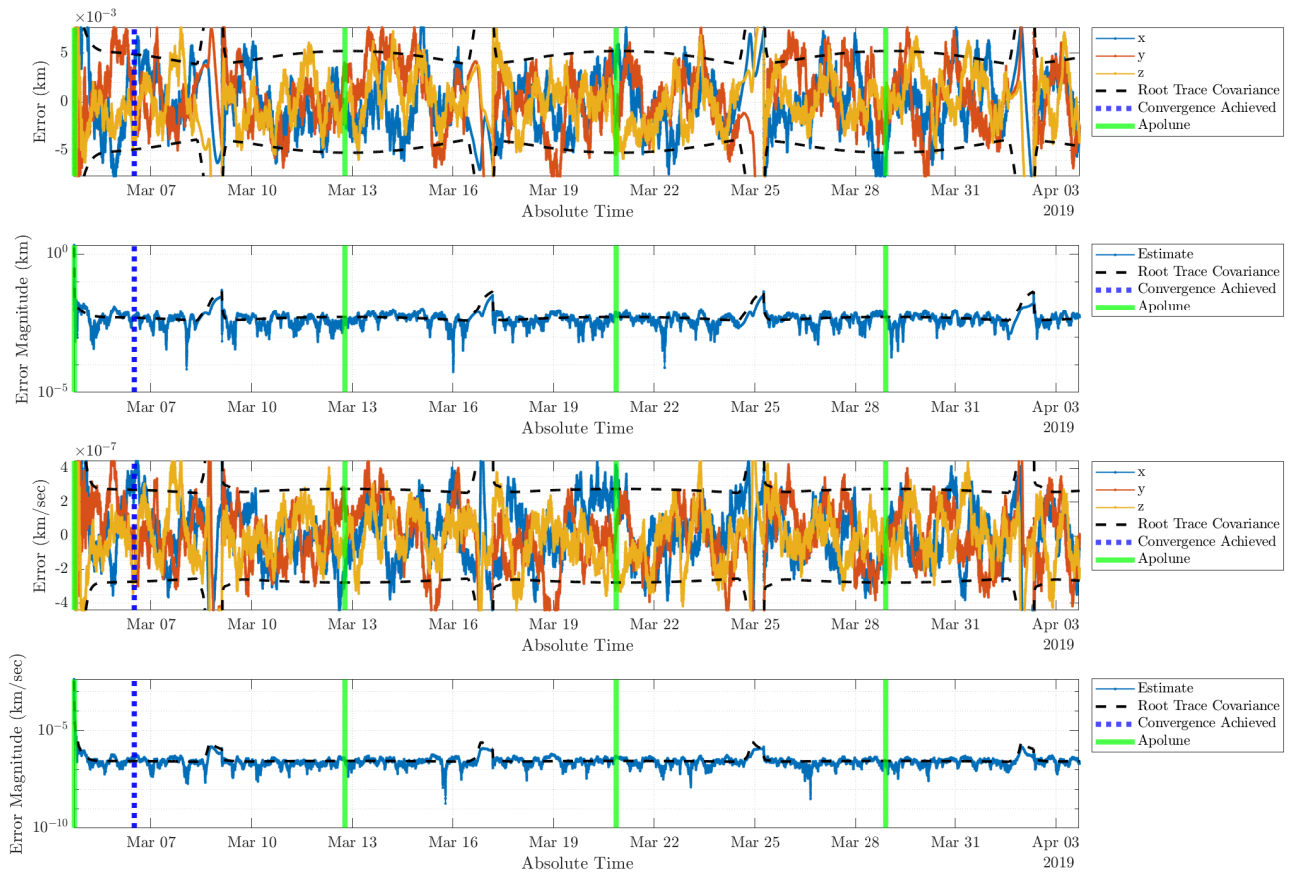 ×10⁻³
5
0
-5
Error (km)
Mar 07 Mar 10 Mar 13 Mar 16 Mar 19 Mar 22 Mar 25 Mar 28 Mar 31 Apr 03
2019
Absolute Time
x
y
z
Root Trace Covariance
Convergence Achieved
Apolune
10⁰
10⁻⁵
Error Magnitude (km)
Mar 07 Mar 10 Mar 13 Mar 16 Mar 19 Mar 22 Mar 25 Mar 28 Mar 31 Apr 03
2019
Absolute Time
Estimate
Root Trace Covariance
Convergence Achieved
Apolune
×10⁻⁷
4
2
0
-2
-4
Error (km/sec)
Mar 07 Mar 10 Mar 13 Mar 16 Mar 19 Mar 22 Mar 25 Mar 28 Mar 31 Apr 03
2019
Absolute Time
x
y
z
Root Trace Covariance
Convergence Achieved
Apolune
10⁻⁵
10⁻¹⁰
Error Magnitude (km/sec)
Mar 07 Mar 10 Mar 13 Mar 16 Mar 19 Mar 22 Mar 25 Mar 28 Mar 31 Apr 03
2019
Absolute Time
Estimate
Root Trace Covariance
Convergence Achieved
Apolune